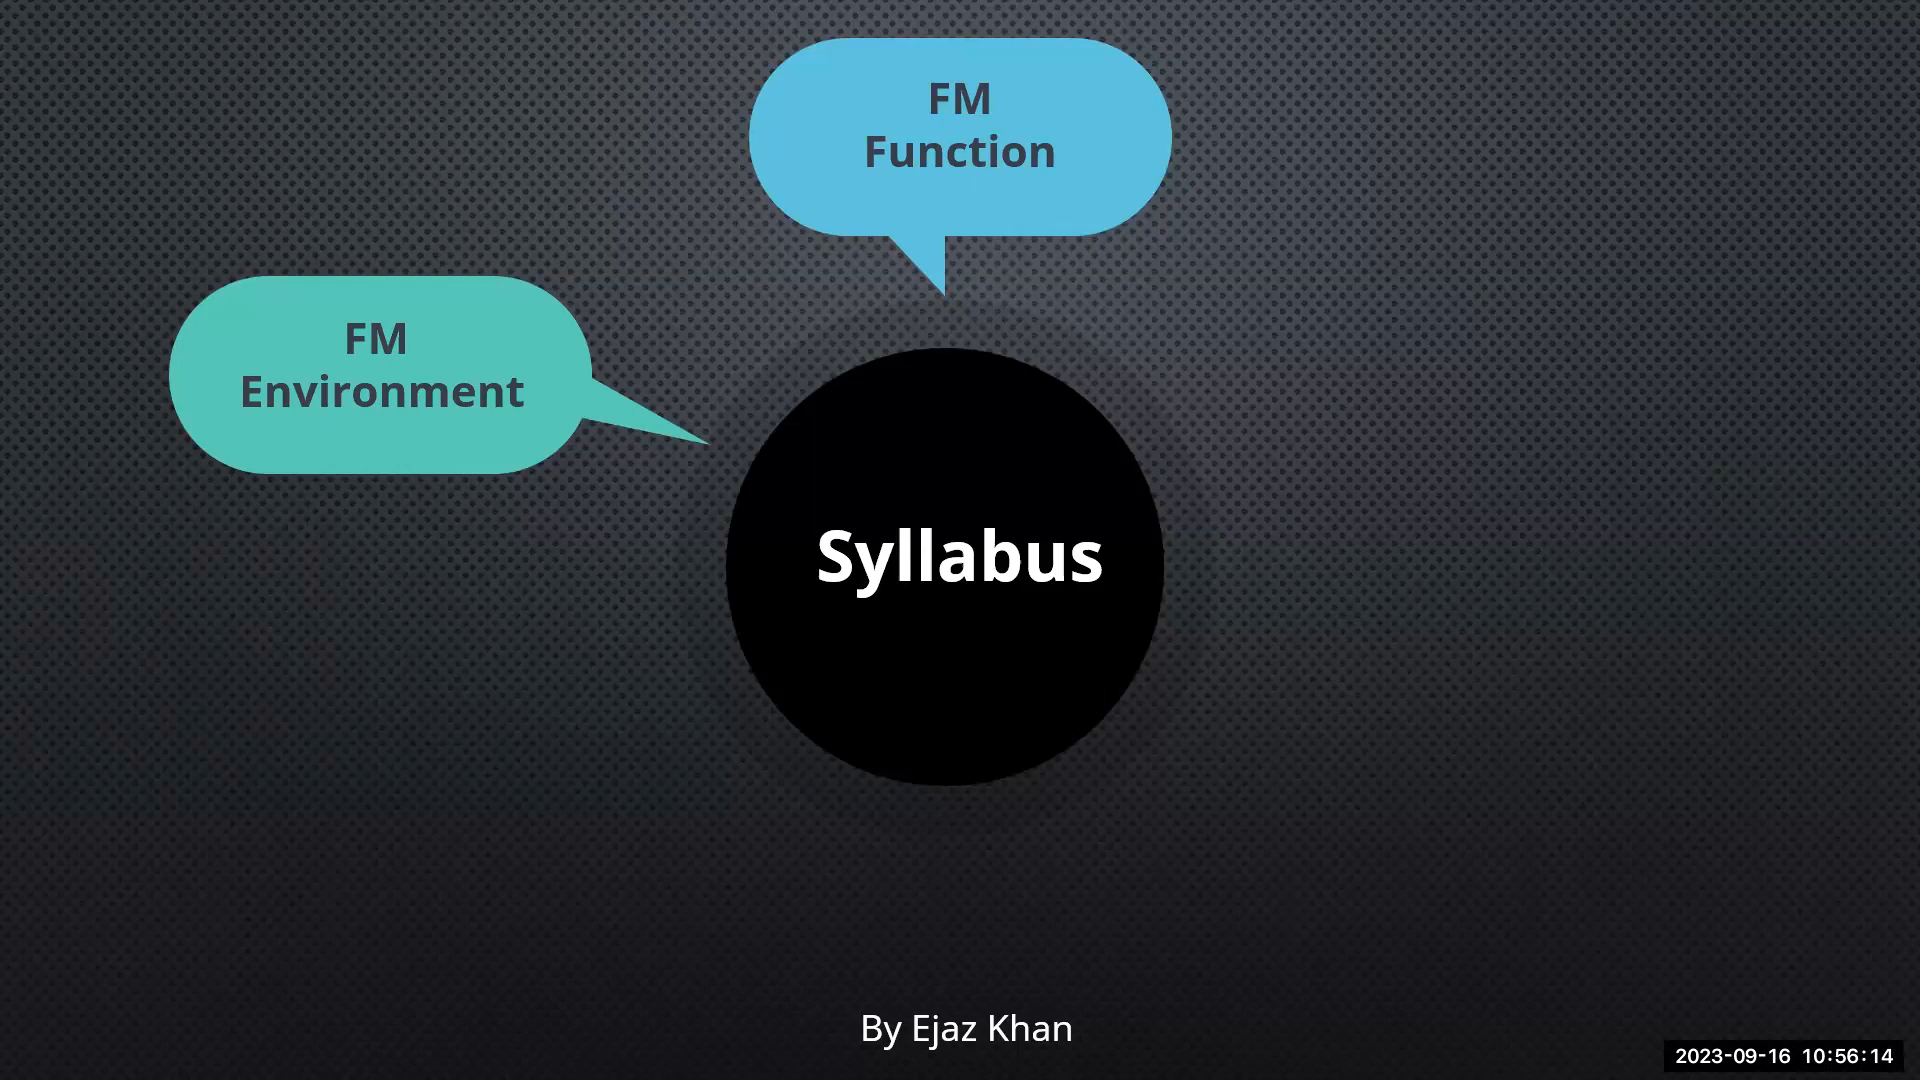 FM
Function
FM
Environment
Syllabus
By Ejaz Khan
2023-09-16 10:56:14